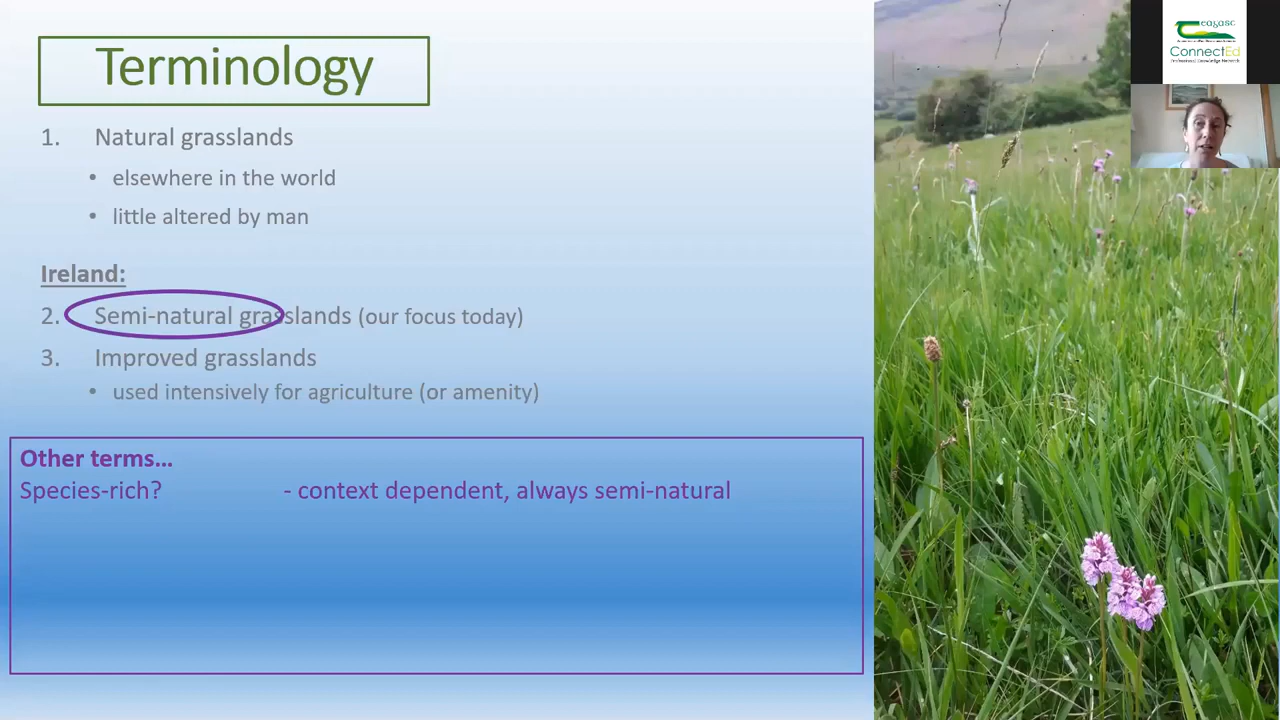 Terminology
1. Natural grasslands
• elsewhere in the world
• little altered by man
Ireland:
2. Semi-natural grasslands (our focus today)
3. Improved grasslands
• used intensively for agriculture (or amenity)
Other terms…
Species-rich? - context dependent, always semi-natural
eagasc
ConnectEd